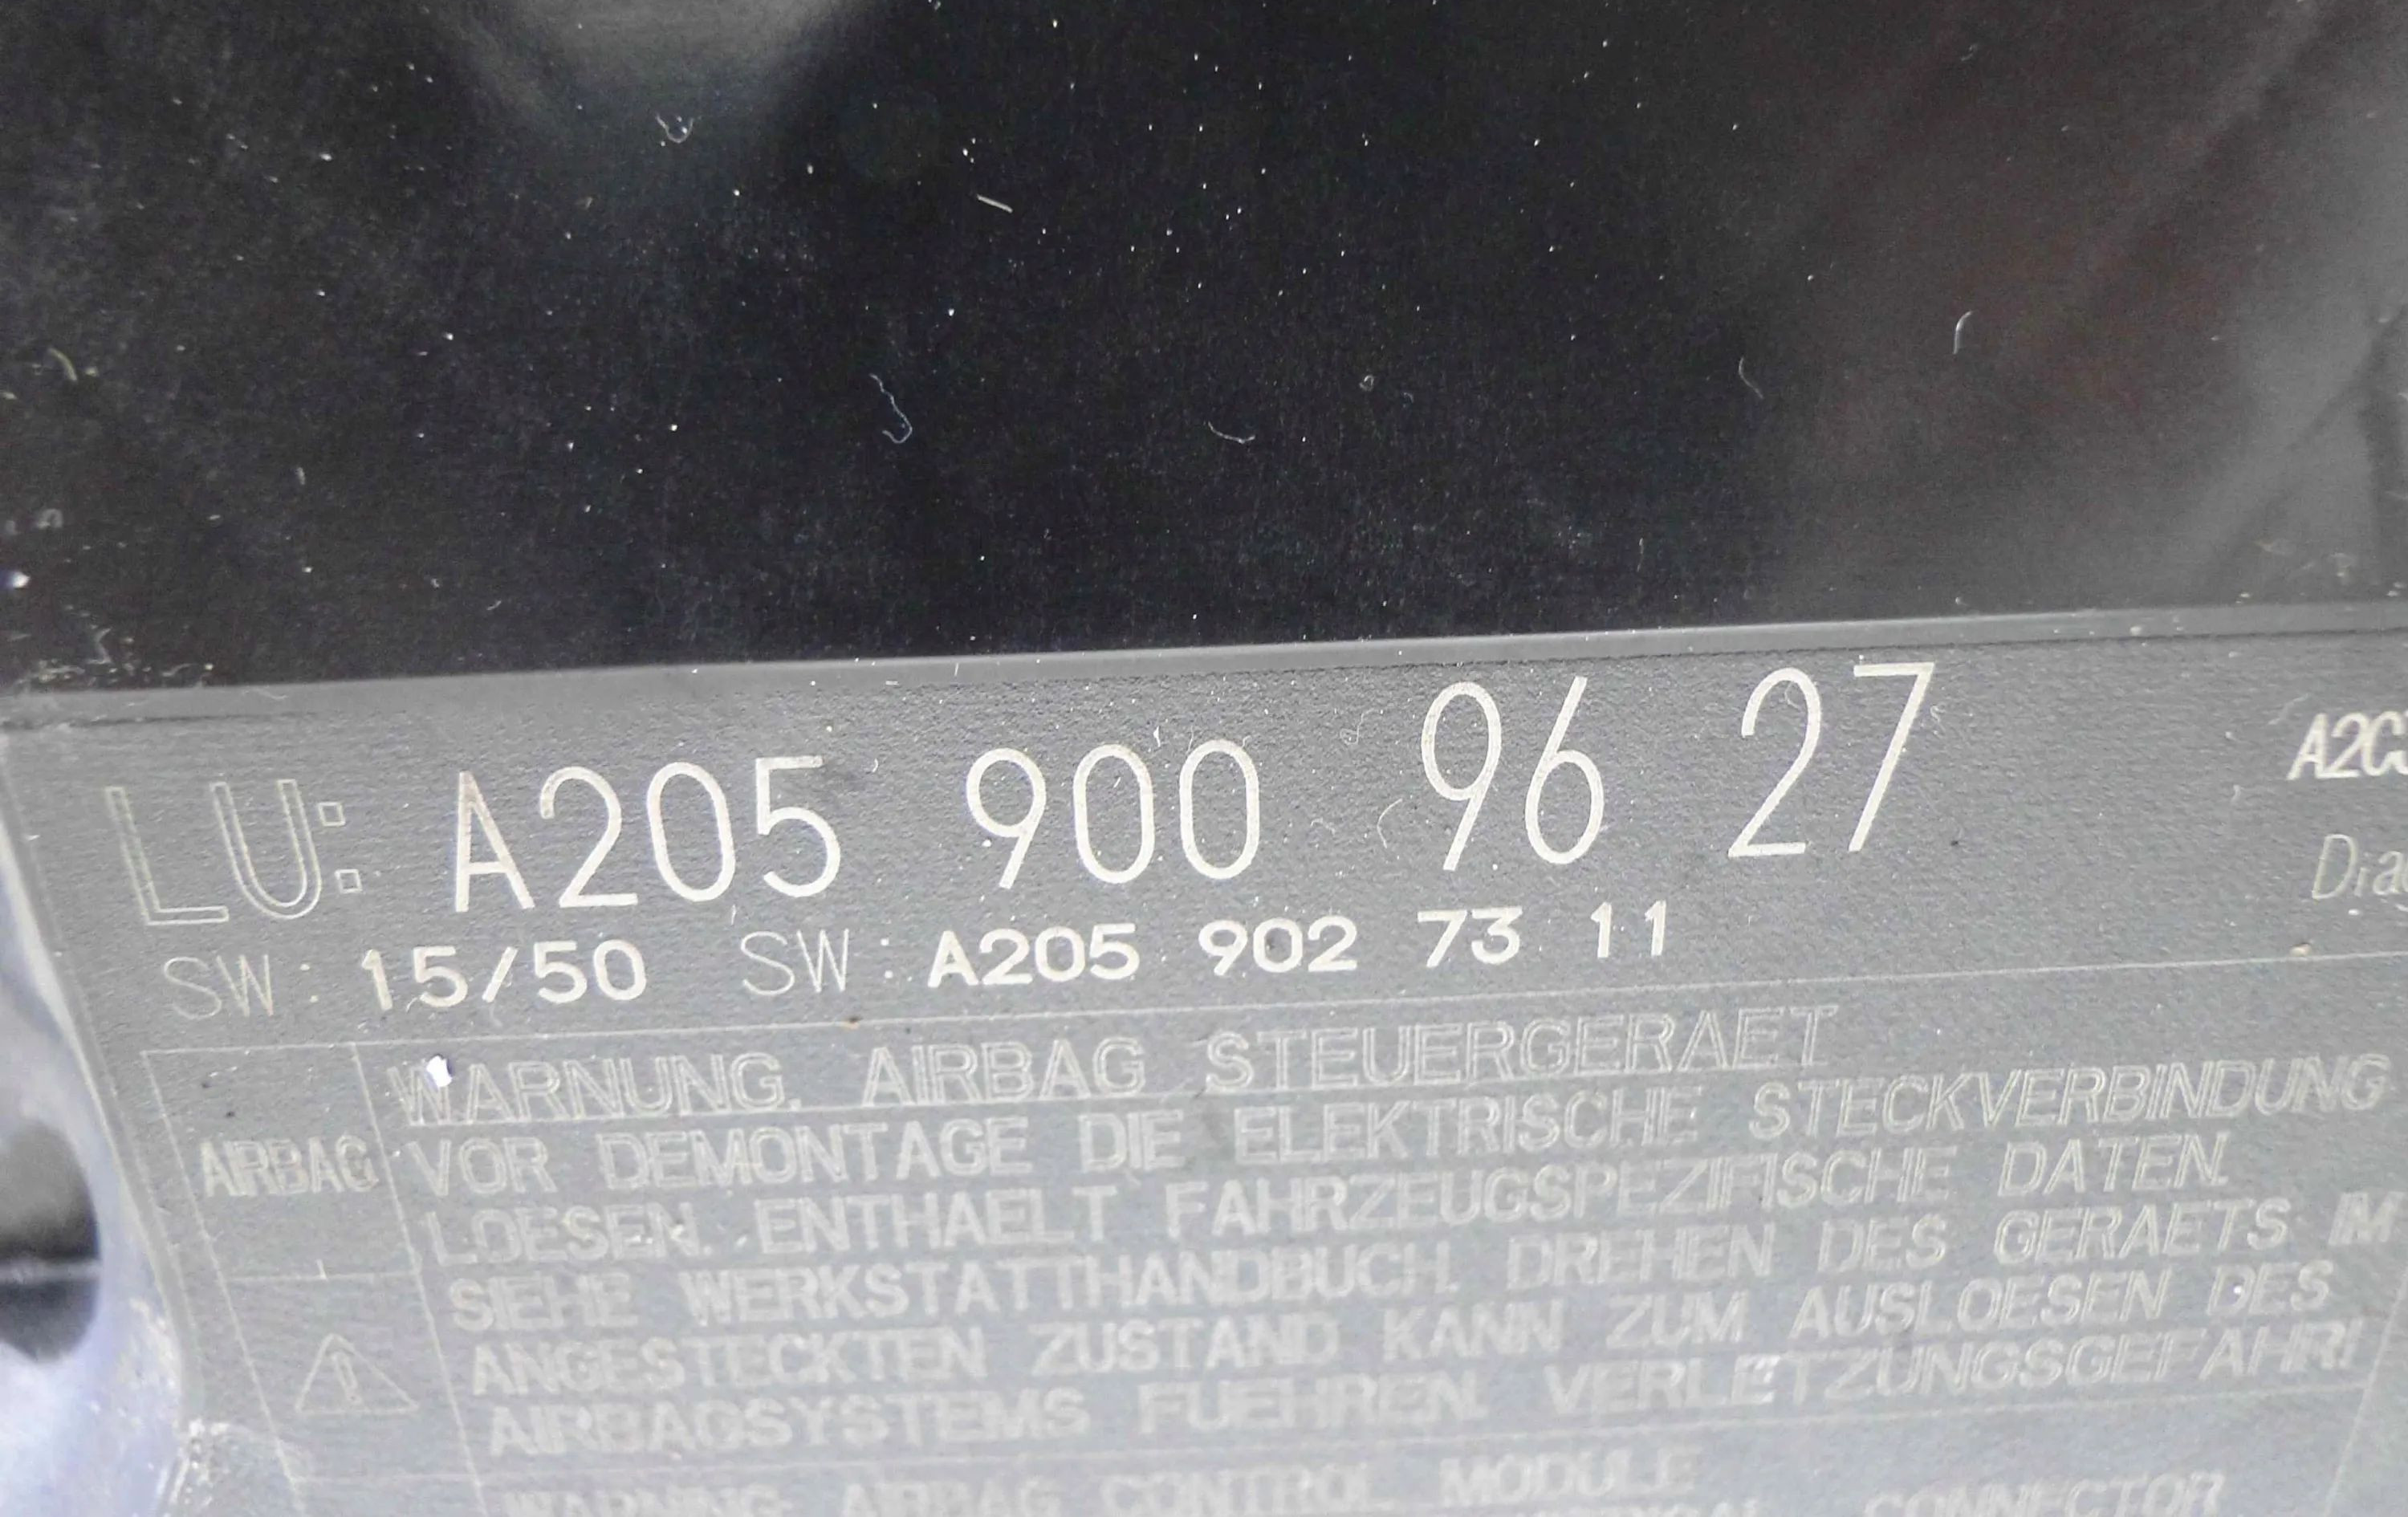 LU: A205 900 96 27
A2C
Dia
SW: 15/50 SW: A205 902 73 11
AIRBAG
WARNUNG. AIRBAG STEUERGERAET
VOR DEMONTAGE DIE ELEKTRISCHE STECKVERBINDUNG
LOESEN. ENTHAELT FAHRZEUGSPEZIFISCHE DATEN.
SIEHE WERKSTATTHANDBUCH. DREHEN DES GERAETS IM
ANGESTECKTEN ZUSTAND KANN ZUM AUSLOESEN DES
AIRBAGSYSTEMS FUEHREN. VERLETZUNGSGEFAHR!
WARNING: AIRBAG CONTROL MODULE
CONNECTOR